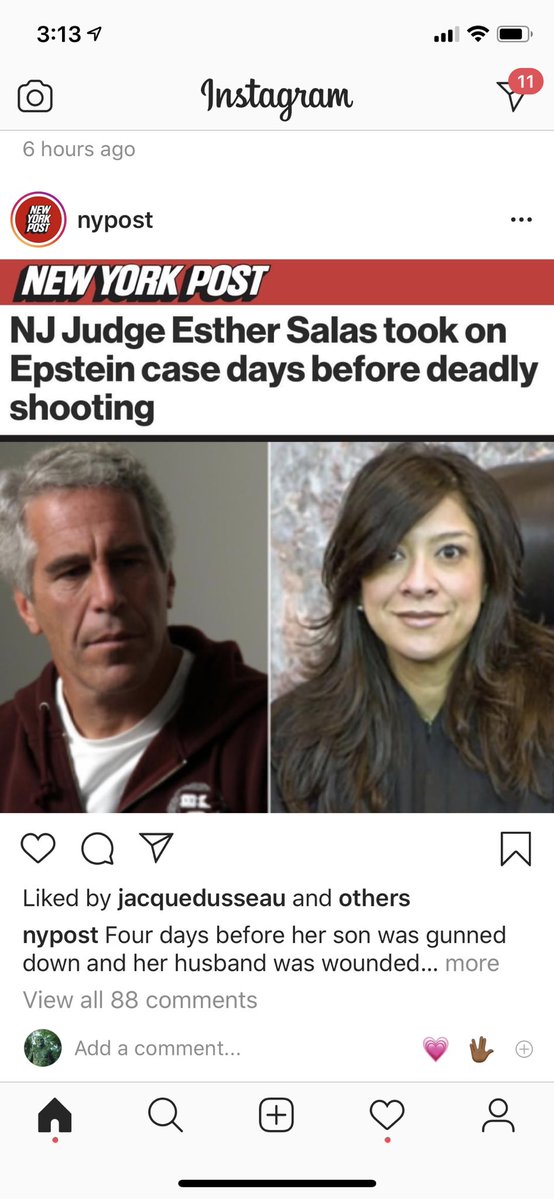 3:13
Instagram
11
6 hours ago
NEW
YORK
POST
nypost
NEW YORK POST
NJ Judge Esther Salas took on
Epstein case days before deadly
shooting
Liked by jacquedusseau and others
nypost Four days before her son was gunned
down and her husband was wounded... more
View all 88 comments
Add a comment...